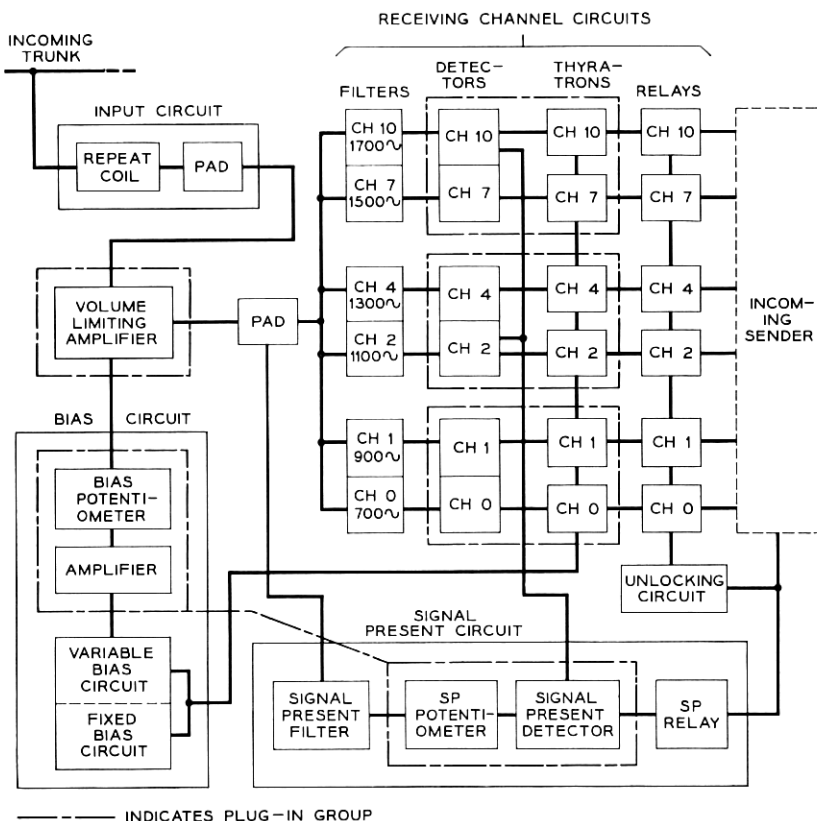 RECEIVING CHANNEL CIRCUITS
INCOMING
TRUNK
INPUT CIRCUIT
REPEAT
COIL
PAD
FILTERS
DETEC-
TORS
THYRA-
TRONS
RELAYS
CH 10
1700~
CH 10
CH 10
CH 10
CH 7
1500~
CH 7
CH 7
CH 7
CH 4
1300~
CH 4
CH 4
CH 4
CH 2
1100~
CH 2
CH 2
CH 2
CH 1
900~
CH 1
CH 1
CH 1
CH 0
700~
CH 0
CH 0
CH 0
INCOM-
ING
SENDER
VOLUME
LIMITING
AMPLIFIER
PAD
BIAS CIRCUIT
BIAS
POTENTI-
OMETER
AMPLIFIER
VARIABLE
BIAS
CIRCUIT
FIXED
BIAS
CIRCUIT
UNLOCKING
CIRCUIT
SIGNAL
PRESENT CIRCUIT
SIGNAL
PRESENT
FILTER
SP
POTENTI-
OMETER
SIGNAL
PRESENT
DETECTOR
SP
RELAY
INDICATES PLUG-IN GROUP